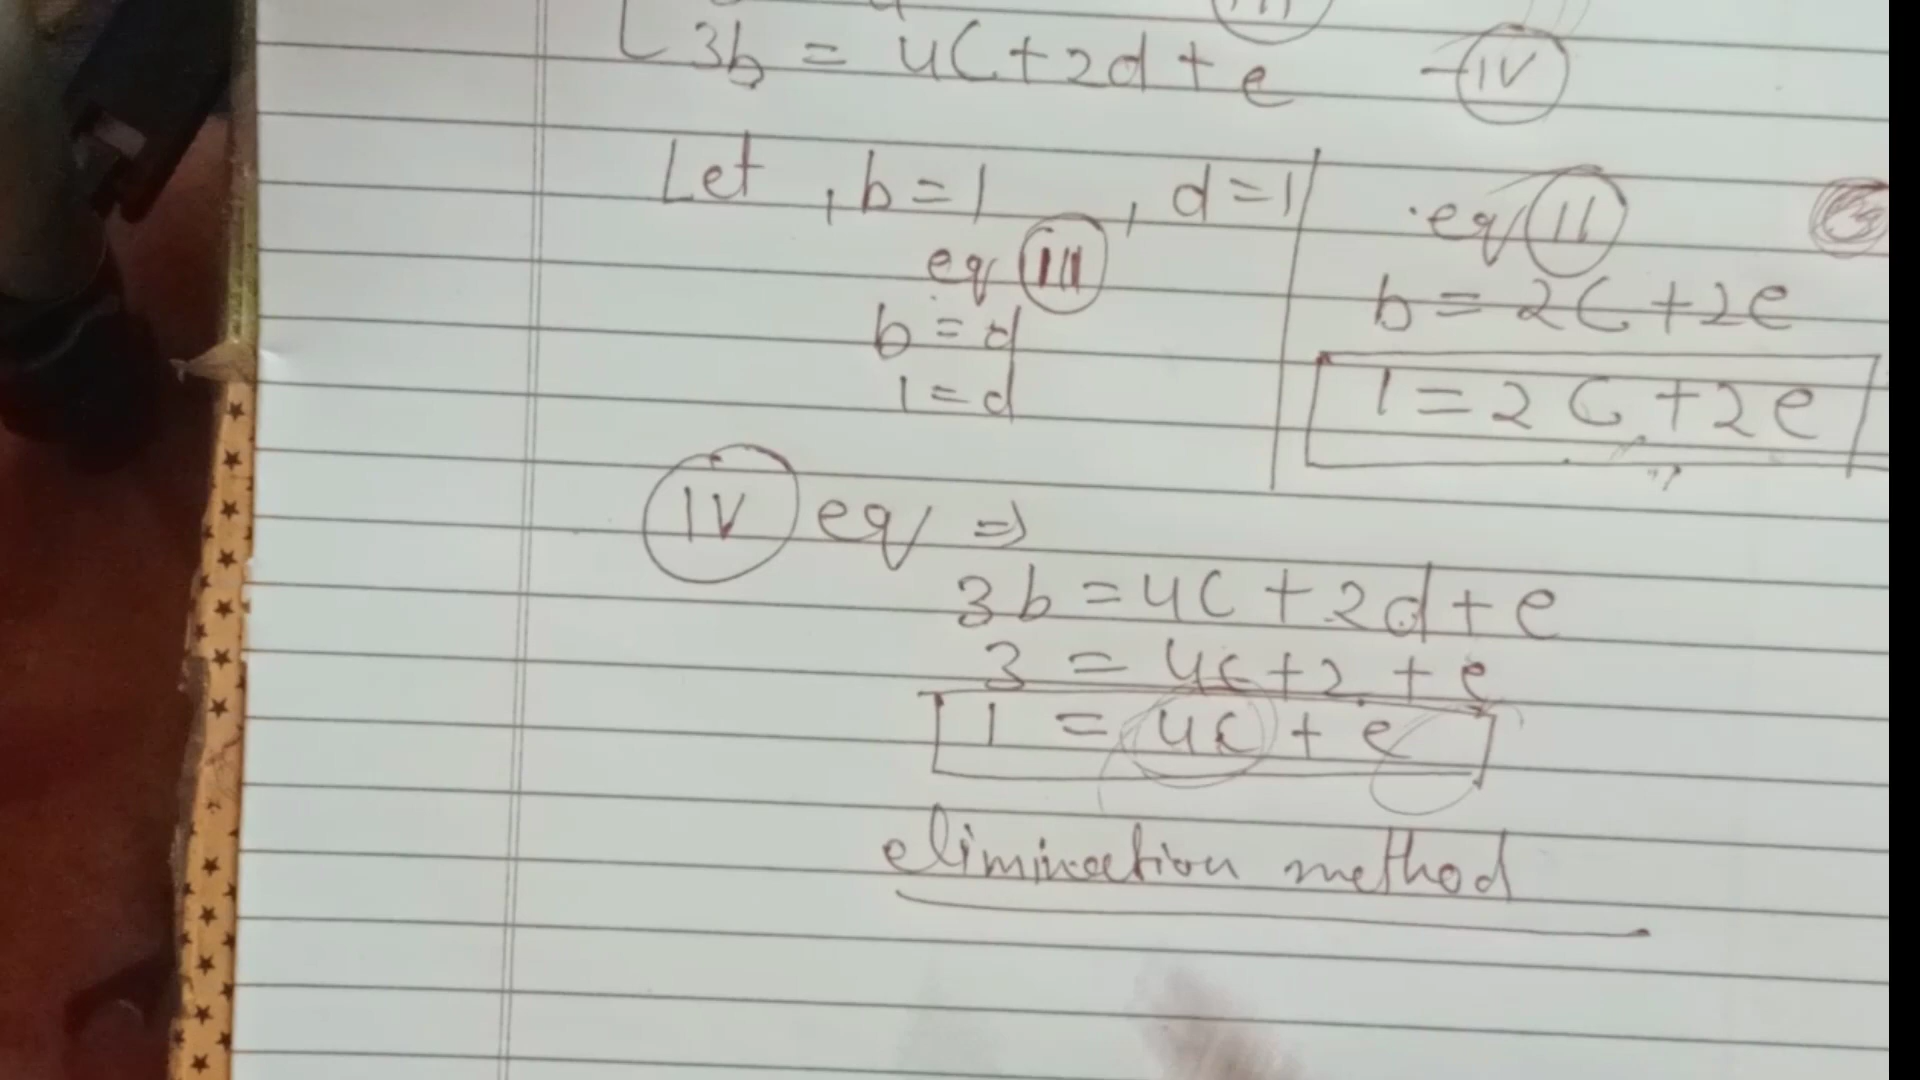 3b = 4C+2d+e - IV
Let , b=1 , d=1
eq III
b = d
1 = d
eq II
b = 2C+2e
1 = 2C+2e
IV eq ⇒
3b = 4C+2d+e
3 = 4C+2+e
1 = 4C+e
elimination method